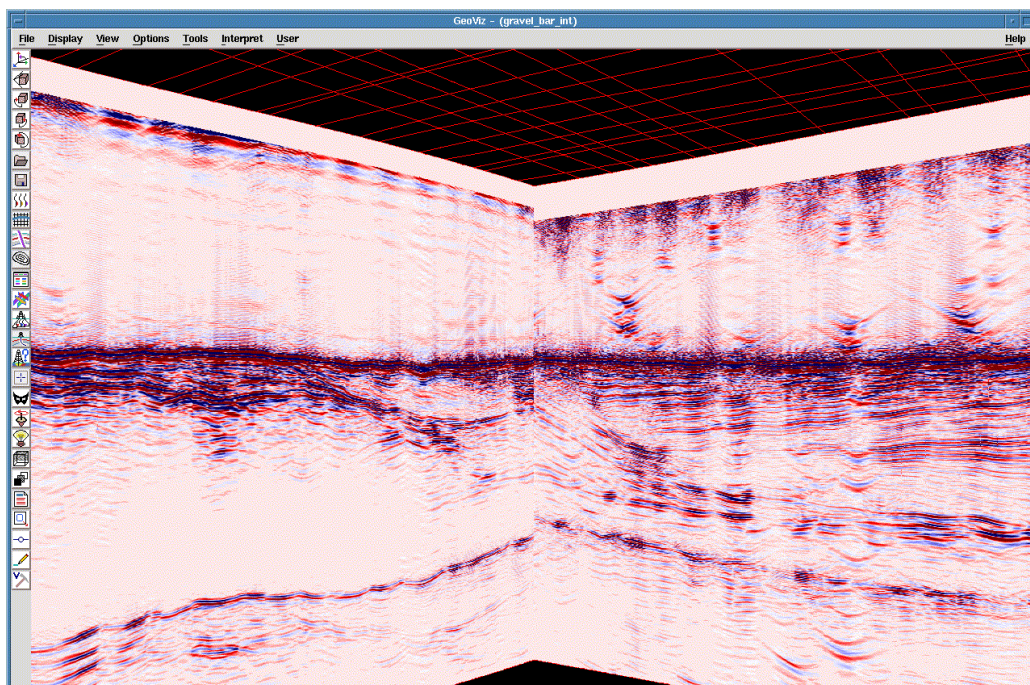 GeoViz - (gravel_bar_int)
File Display View Options Tools Interpret User Help